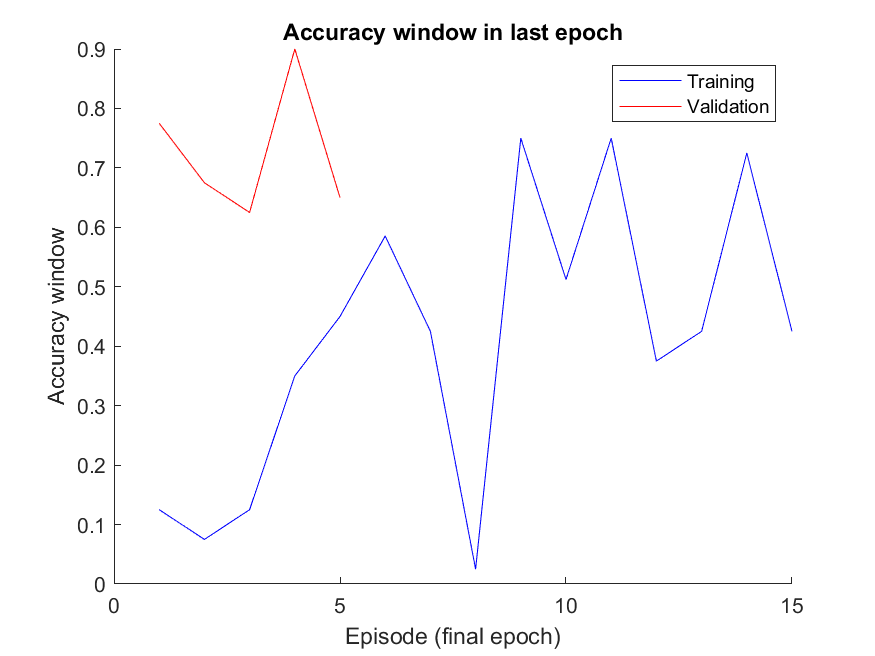 Accuracy window in last epoch
0.9
0.8
0.7
0.6
0.5
0.4
0.3
0.2
0.1
0
Accuracy window
Training
Validation
0 5 10 15
Episode (final epoch)